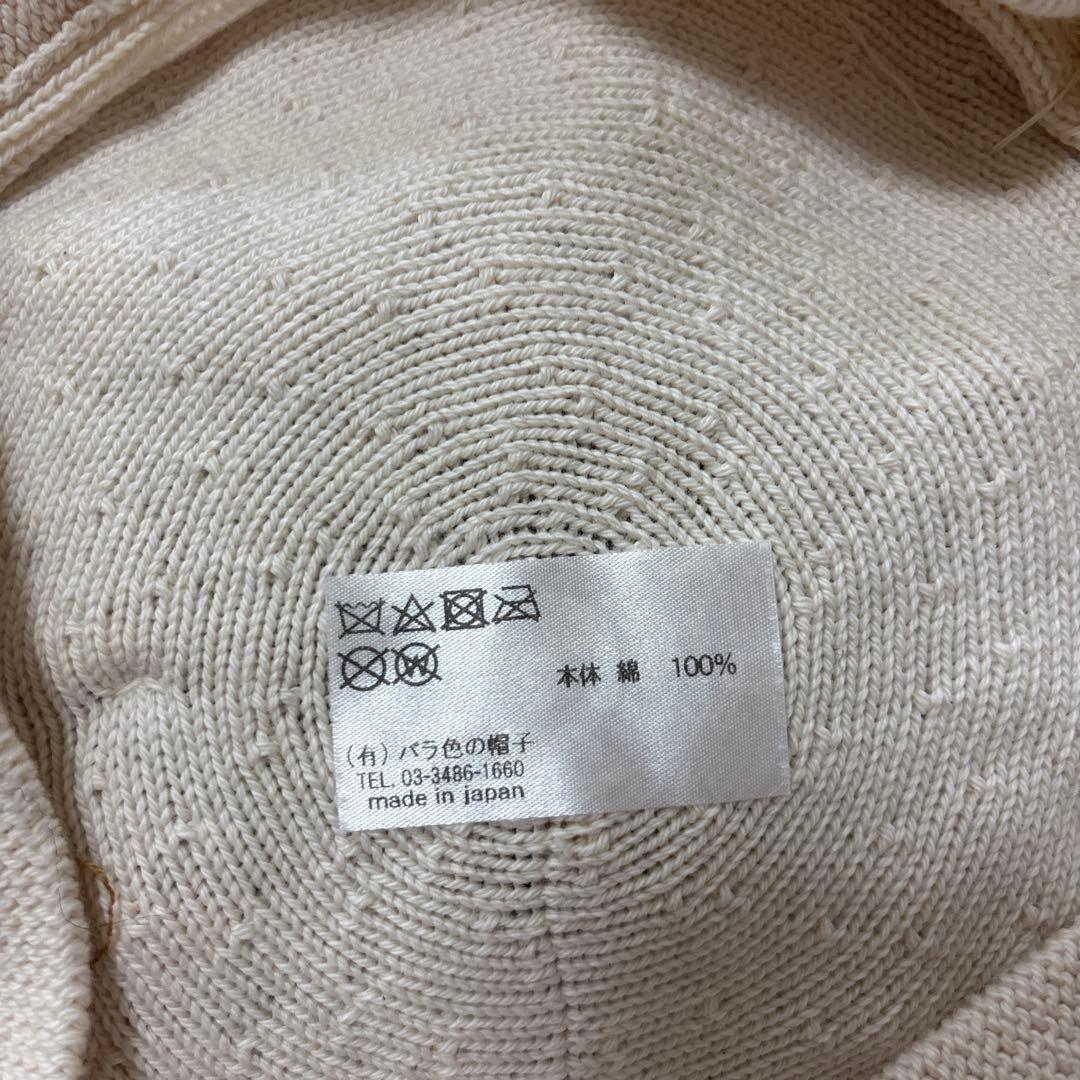 本体 綿 100%
(有) バラ色の帽子
TEL. 03-3486-1660
made in japan